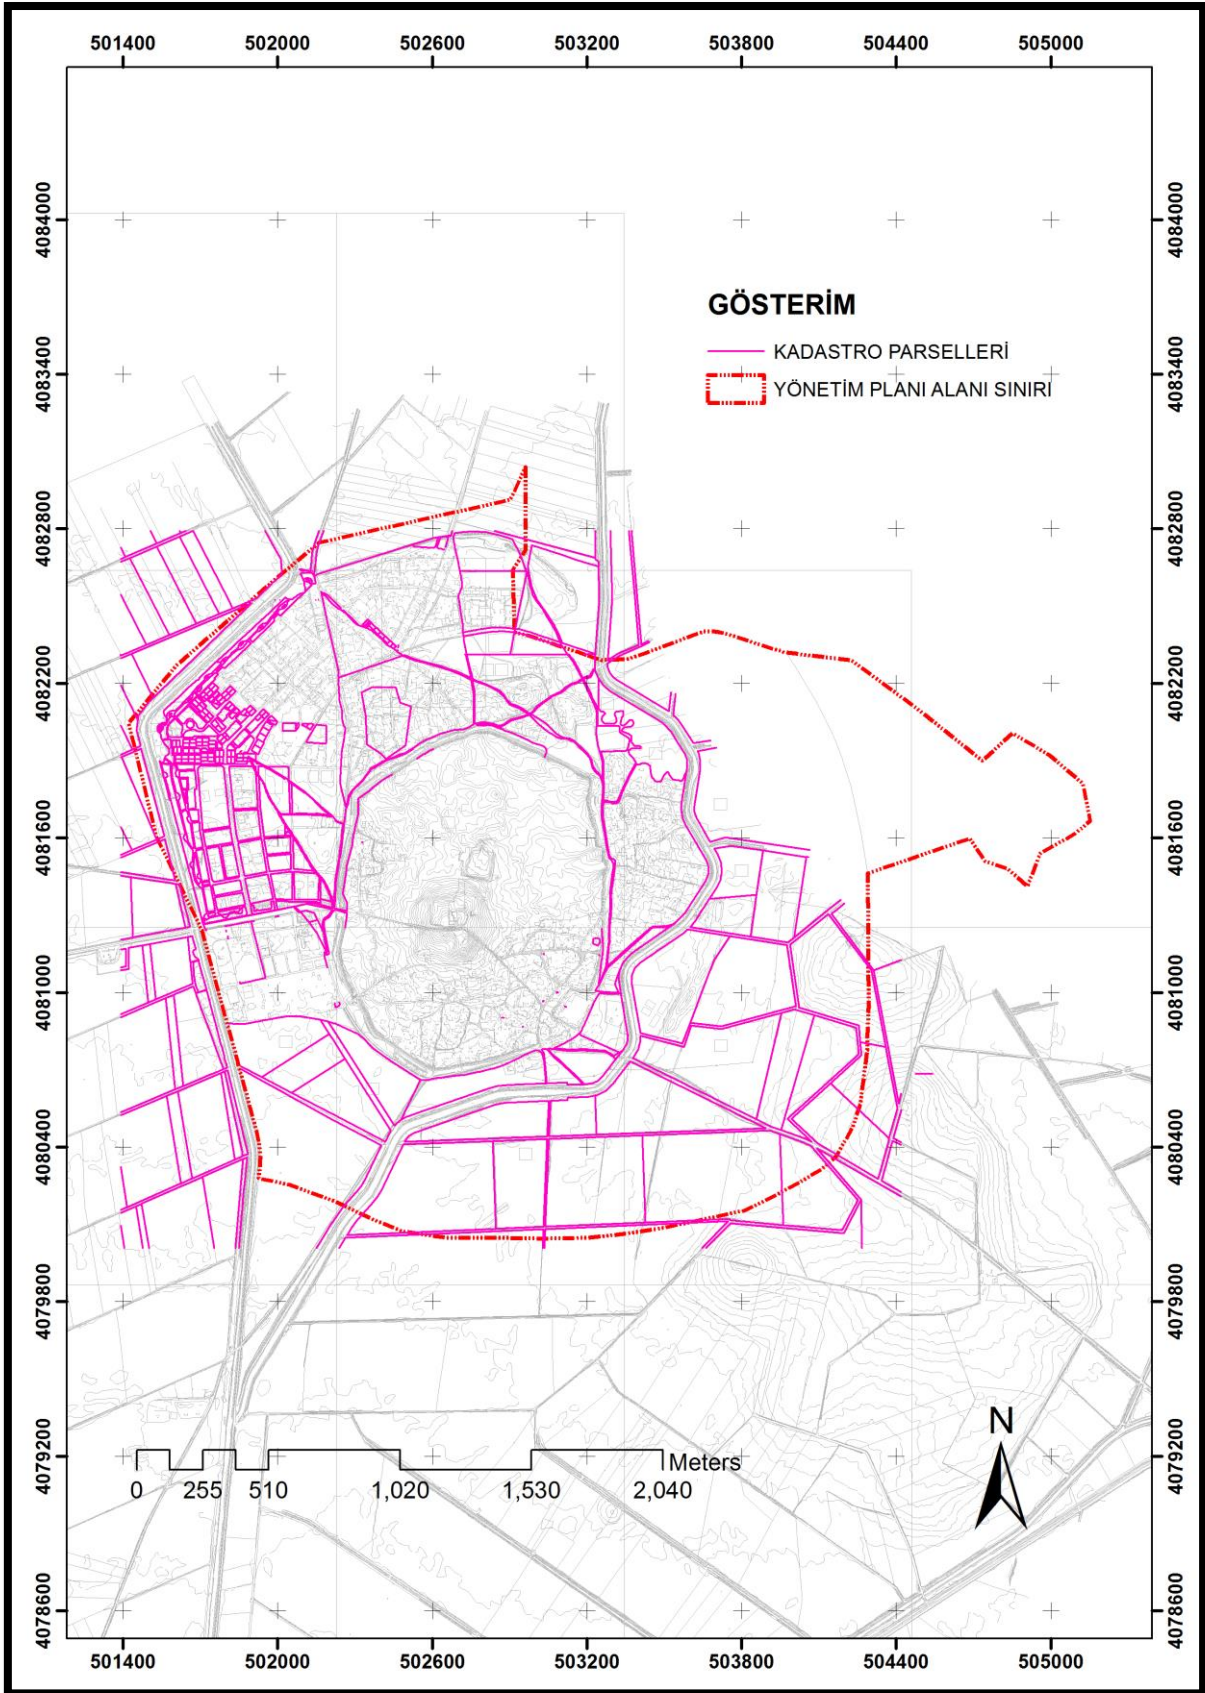 501400 502000 502600 503200 503800 504400 505000
4084000 4084000
GÖSTERİM
KADASTRO PARSELLERİ
4083400 4083400
YÖNETİM PLANI ALANI SINIRI
4082800 4082800
4082200 4082200
4081600 4081600
4081000 4081000
4080400 4080400
4079800 4079800
N
4079200 4079200
Meters
0 255 510 1,020 1,530 2,040
4078600 4078600
501400 502000 502600 503200 503800 504400 505000